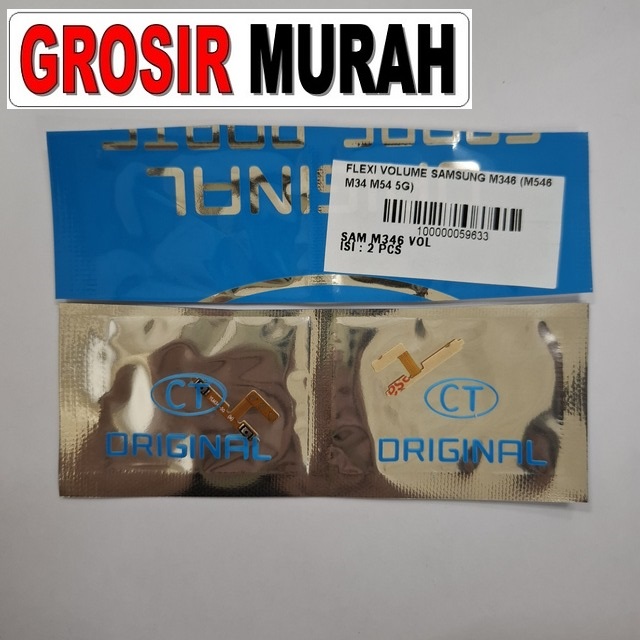 GROSIR MURAH
ORIGINAL
FLEXI VOLUME SAMSUNG M346 (M546
M34 M54 5G)
100000059633
SAM M346 VOL
ISI : 2 PCS
CT
ORIGINAL
CT
ORIGINAL